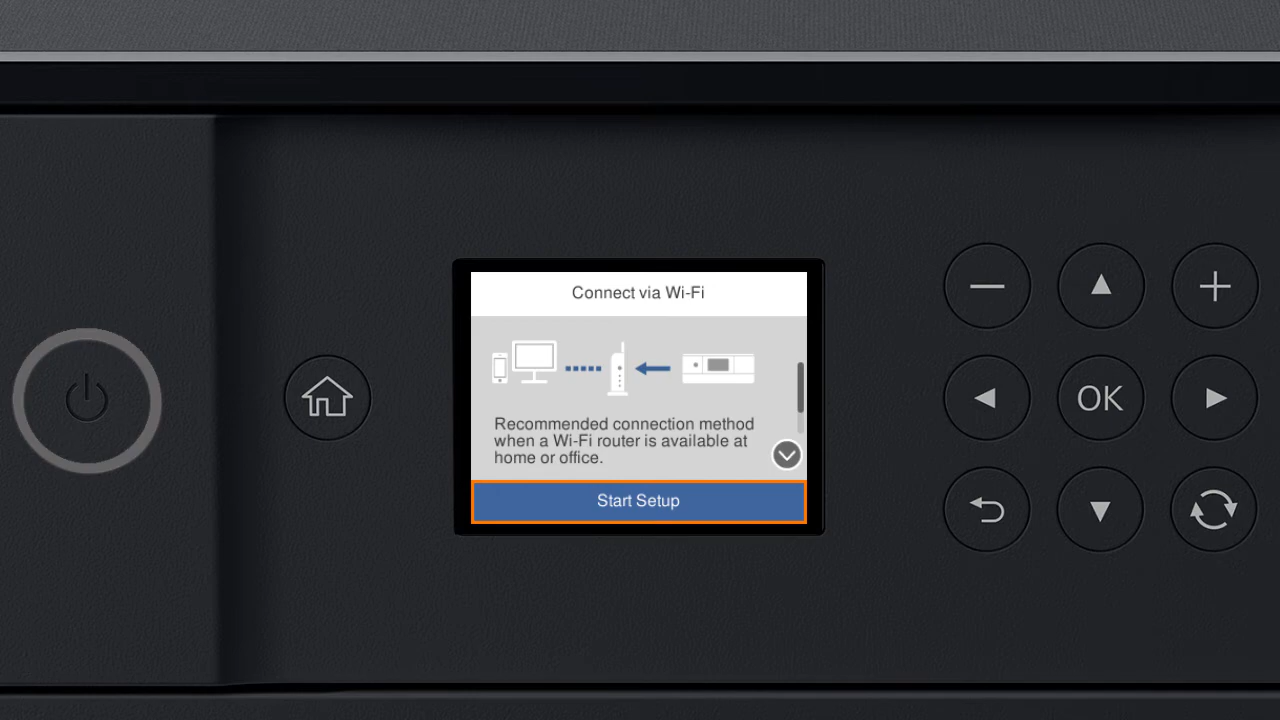 Connect via Wi-Fi
Recommended connection method
when a Wi-Fi router is available at
home or office.
Start Setup
OK